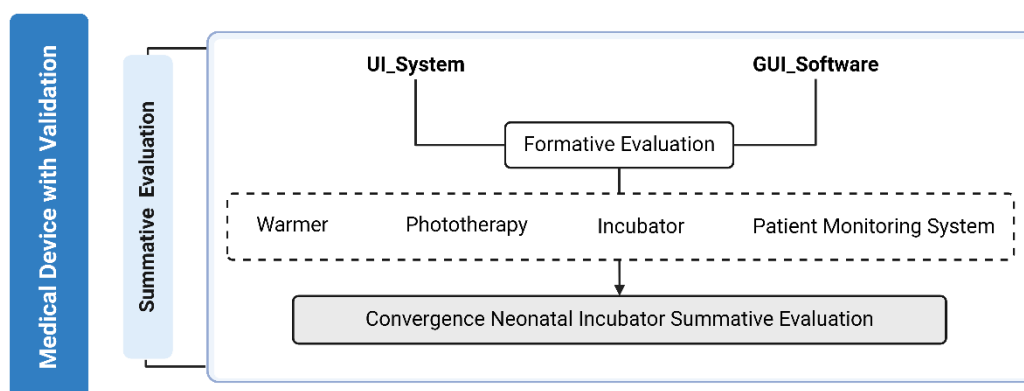 Medical Device with Validation
Summative Evaluation
UI_System
GUI_Software
Formative Evaluation
Warmer
Phototherapy
Incubator
Patient Monitoring System
Convergence Neonatal Incubator Summative Evaluation